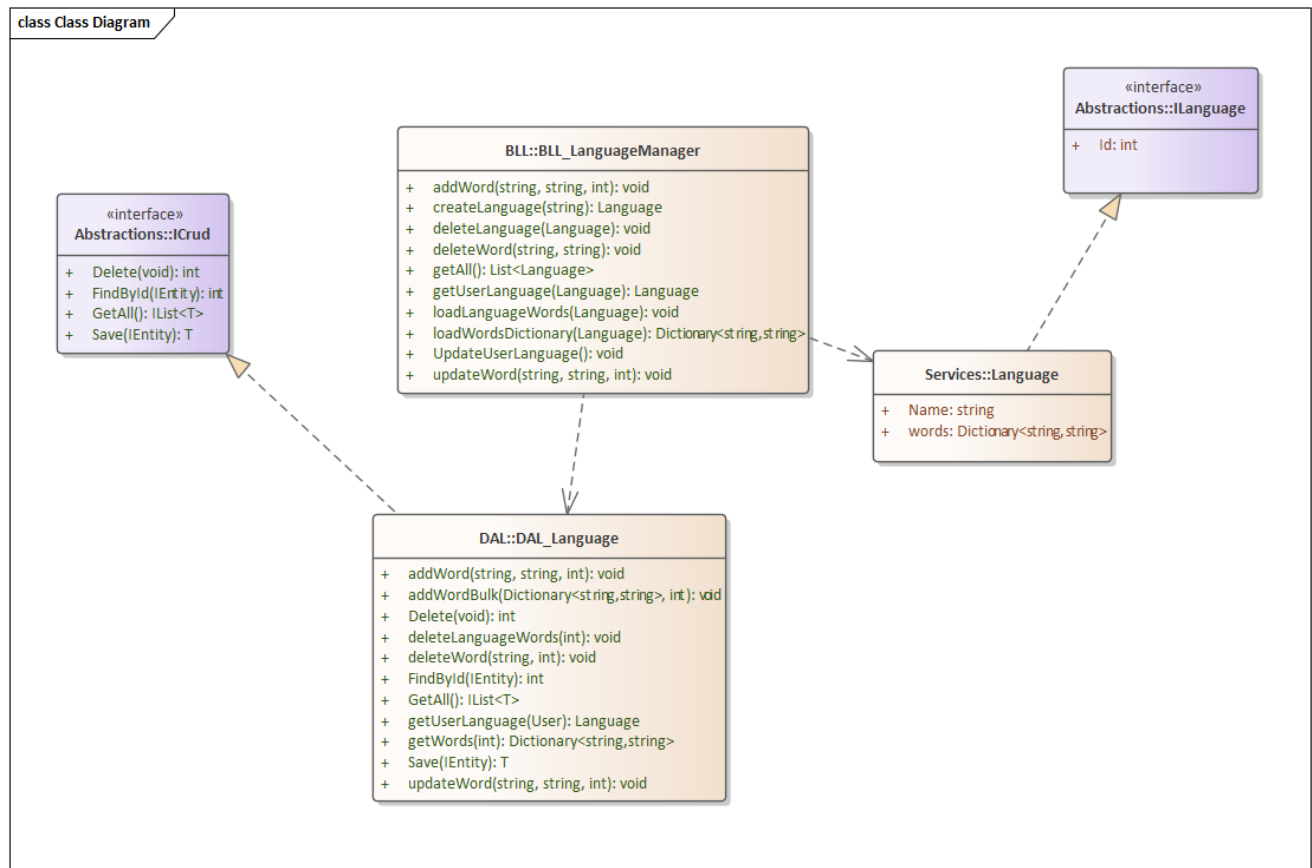 class Class Diagram
«interface»
Abstractions::ILanguage
+ Id: int
BLL::BLL_LanguageManager
+ addWord(string, string, int): void
+ createLanguage(string): Language
+ deleteLanguage(Language): void
+ deleteWord(string, string): void
+ getAll(): List<Language>
+ getUserLanguage(Language): Language
+ loadLanguageWords(Language): void
+ loadWordsDictionary(Language): Dictionary<string,string>
+ UpdateUserLanguage(): void
+ updateWord(string, string, int): void
«interface»
Abstractions::ICrud
+ Delete(void): int
+ FindById(IEntity): int
+ GetAll(): IList<T>
+ Save(IEntity): T
Services::Language
+ Name: string
+ words: Dictionary<string,string>
DAL::DAL_Language
+ addWord(string, string, int): void
+ addWordBulk(Dictionary<string,string>, int): void
+ Delete(void): int
+ deleteLanguageWords(int): void
+ deleteWord(string, int): void
+ FindById(IEntity): int
+ GetAll(): IList<T>
+ getUserLanguage(User): Language
+ getWords(int): Dictionary<string,string>
+ Save(IEntity): T
+ updateWord(string, string, int): void